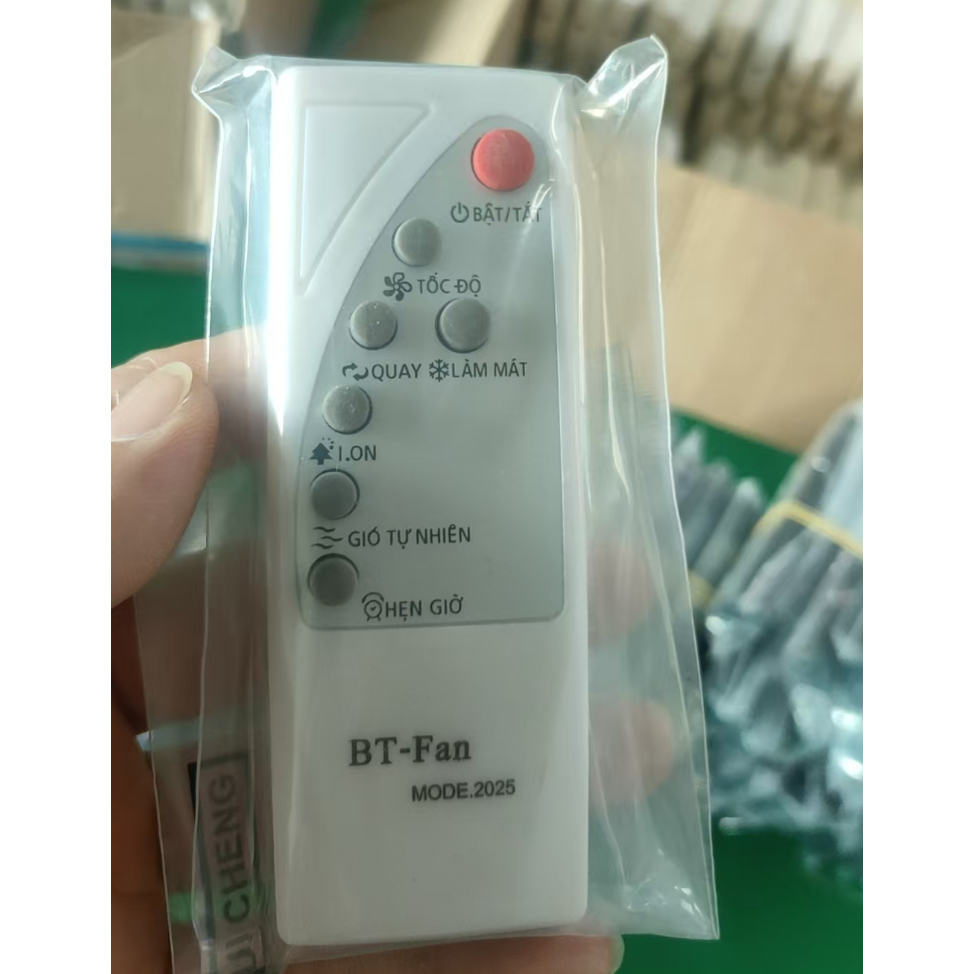 BẬT/TẮT
TỐC ĐỘ
QUAY LÀM MÁT
I.ON
GIÓ TỰ NHIÊN
HẸN GIỜ
BT-Fan
MODE.2025
CHENG